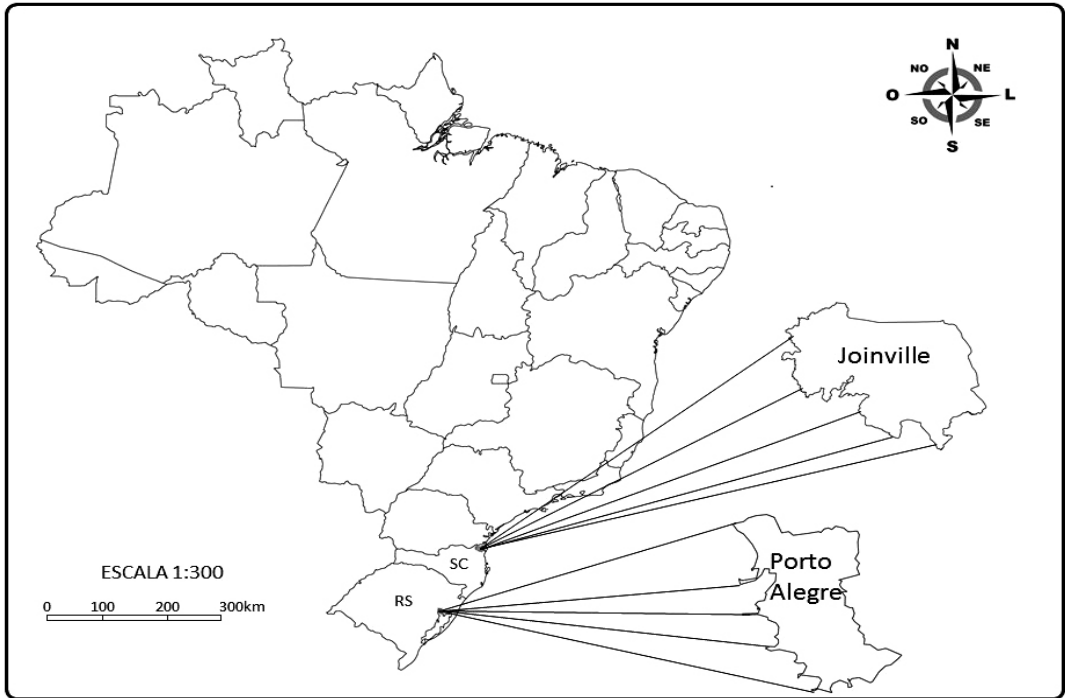 N
NO NE
O L
SO SE
S
Joinville
SC
Porto
Alegre
ESCALA 1:300
RS
0 100 200 300km